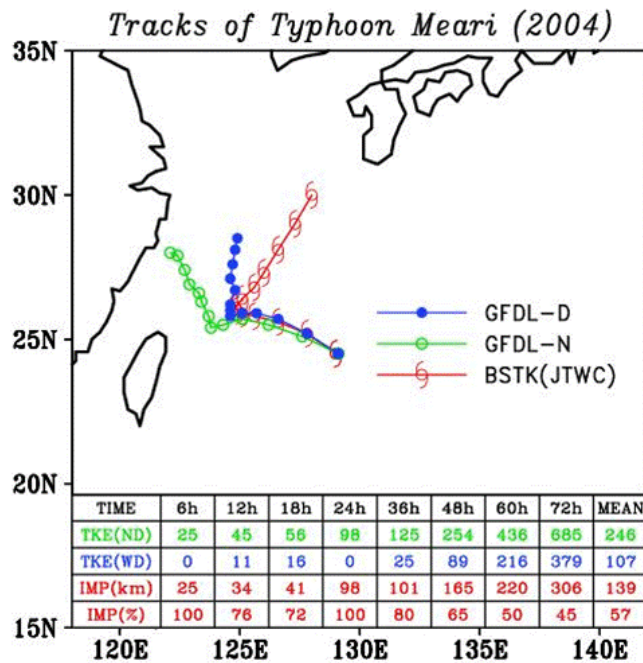 Tracks of Typhoon Meari (2004)
35N
30N
25N
20N
15N
GFDL-D
GFDL-N
BSTK(JTWC)
TIME 6h 12h 18h 24h 36h 48h 60h 72h MEAN
TKE(ND) 25 45 56 98 125 254 436 685 246
TKE(WD) 0 11 16 0 25 89 216 379 107
IMP(km) 25 34 41 98 101 165 220 306 139
IMP(%) 100 76 72 100 80 65 50 45 57
120E 125E 130E 135E 140E